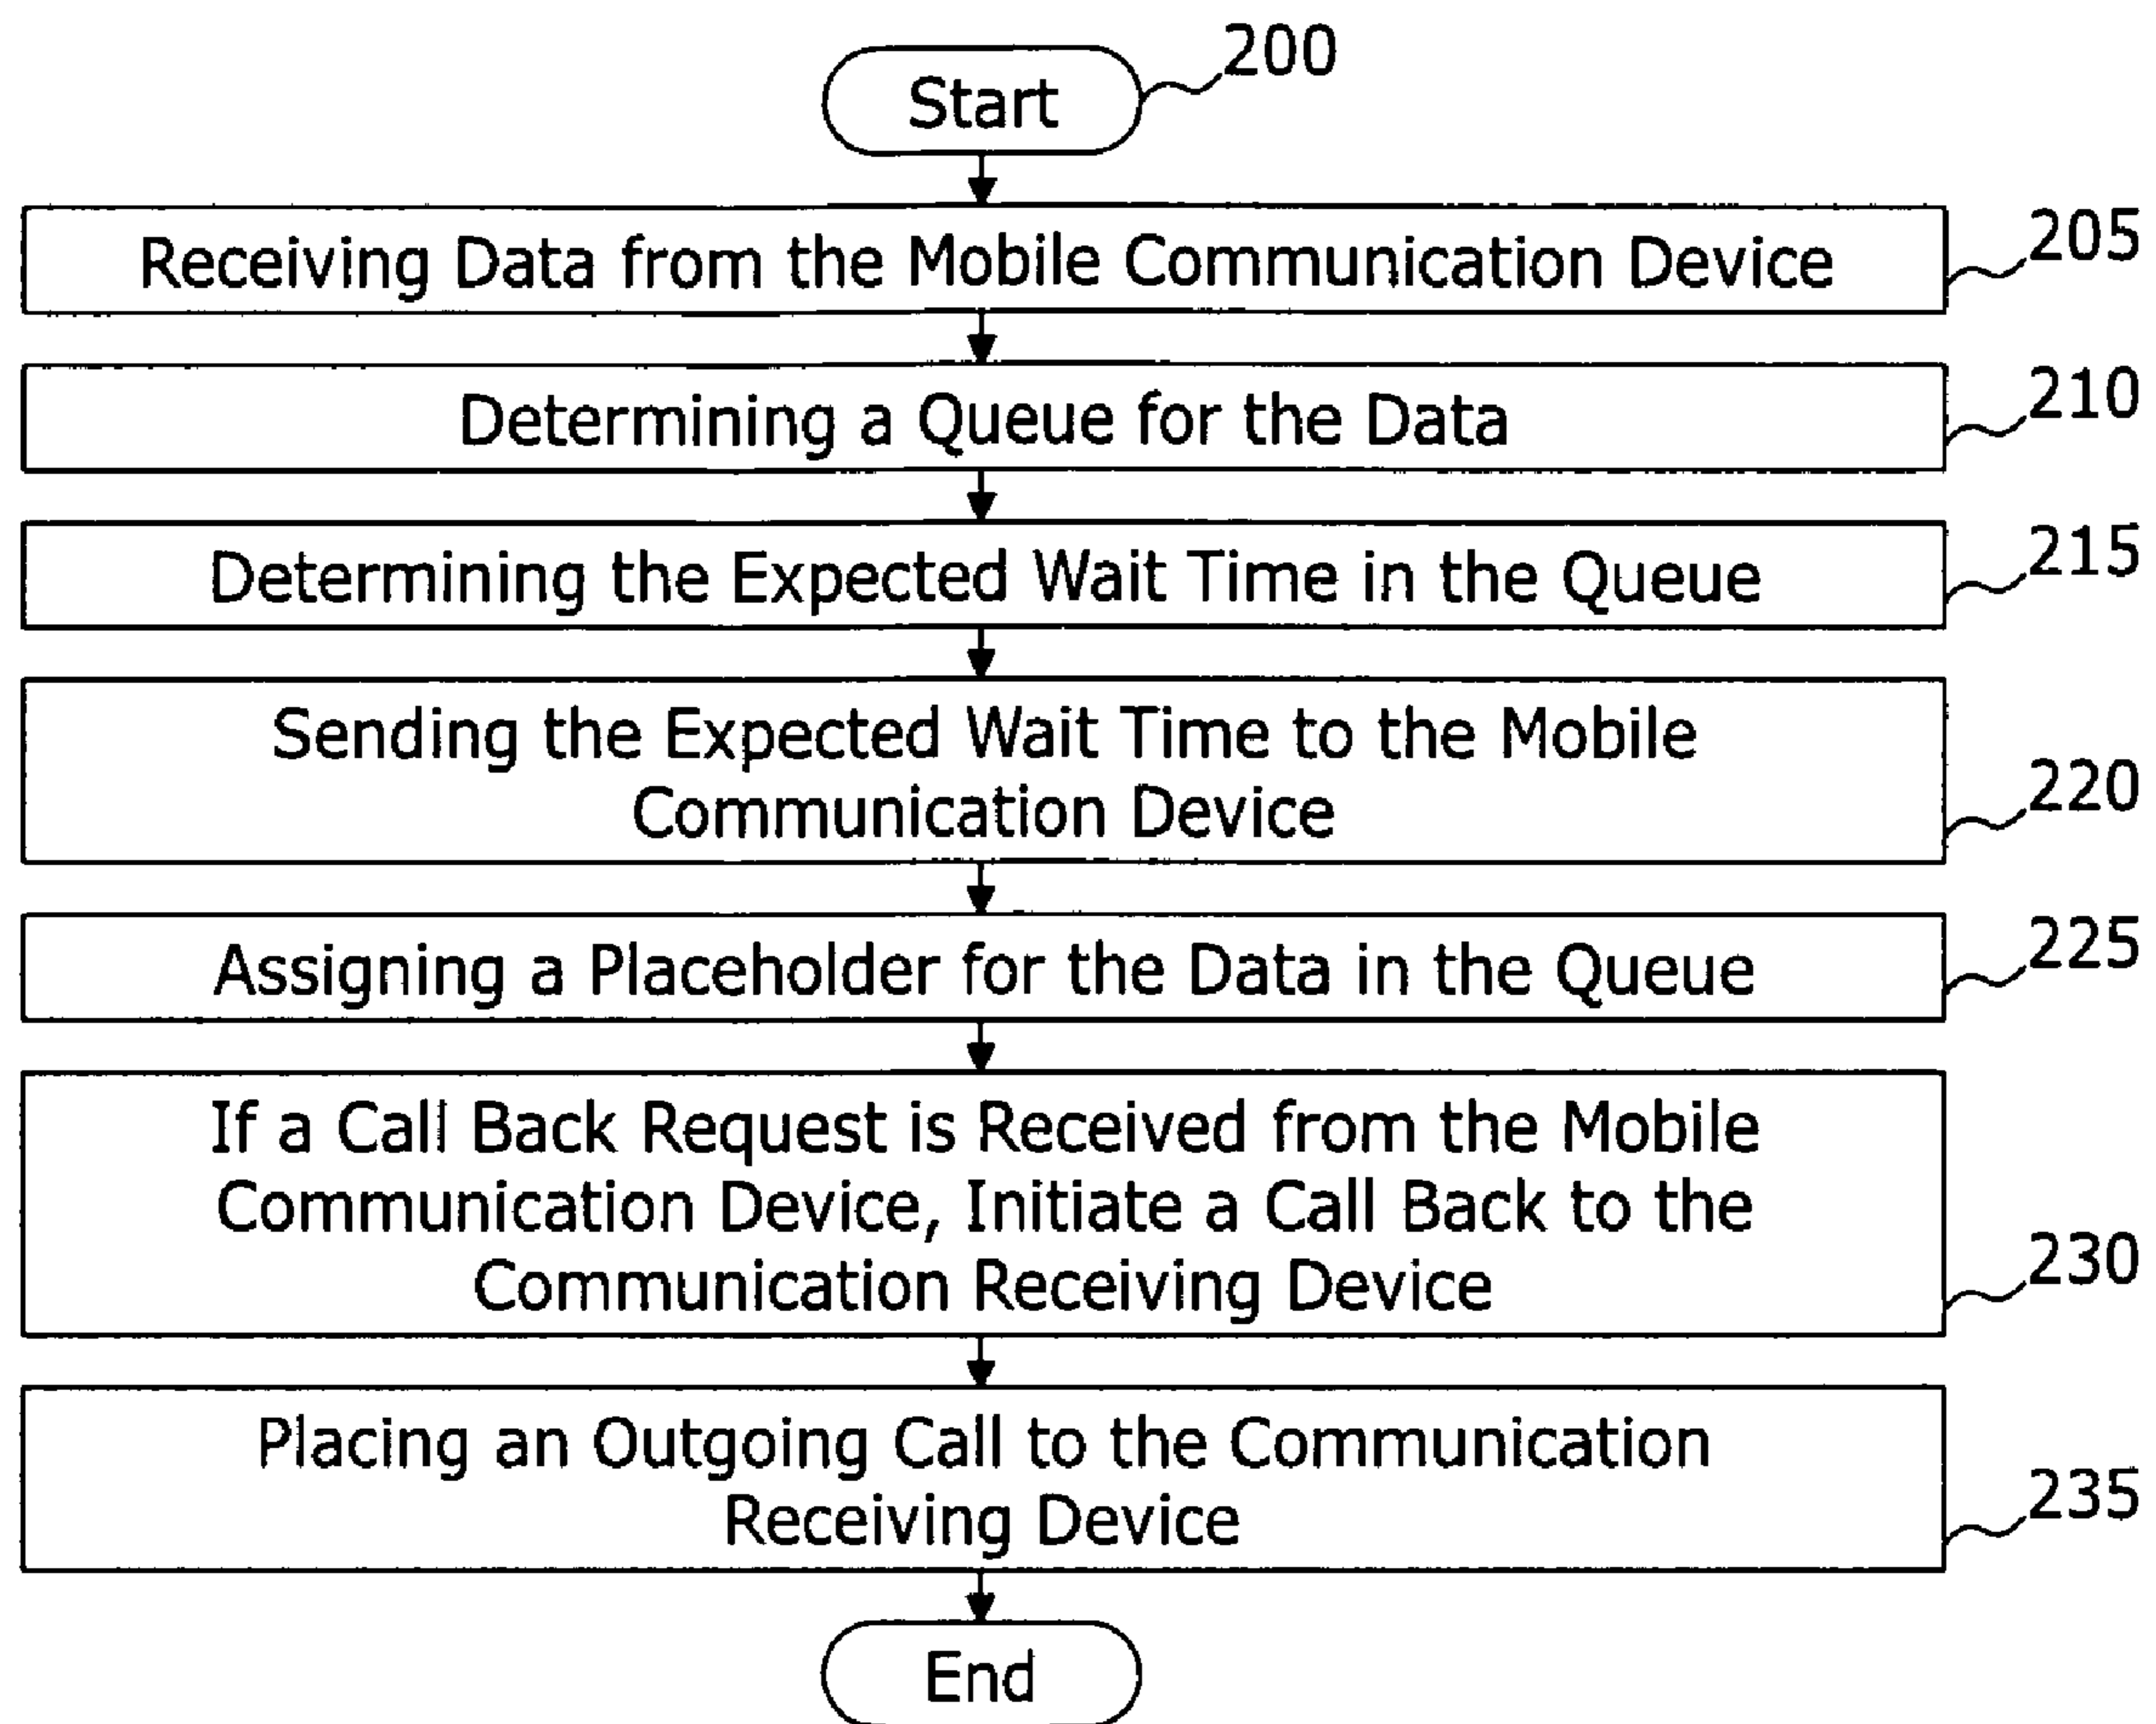 Start
200
Receiving Data from the Mobile Communication Device
205
Determining a Queue for the Data
210
Determining the Expected Wait Time in the Queue
215
Sending the Expected Wait Time to the Mobile
Communication Device
220
Assigning a Placeholder for the Data in the Queue
225
If a Call Back Request is Received from the Mobile
Communication Device, Initiate a Call Back to the
Communication Receiving Device
230
Placing an Outgoing Call to the Communication
Receiving Device
235
End